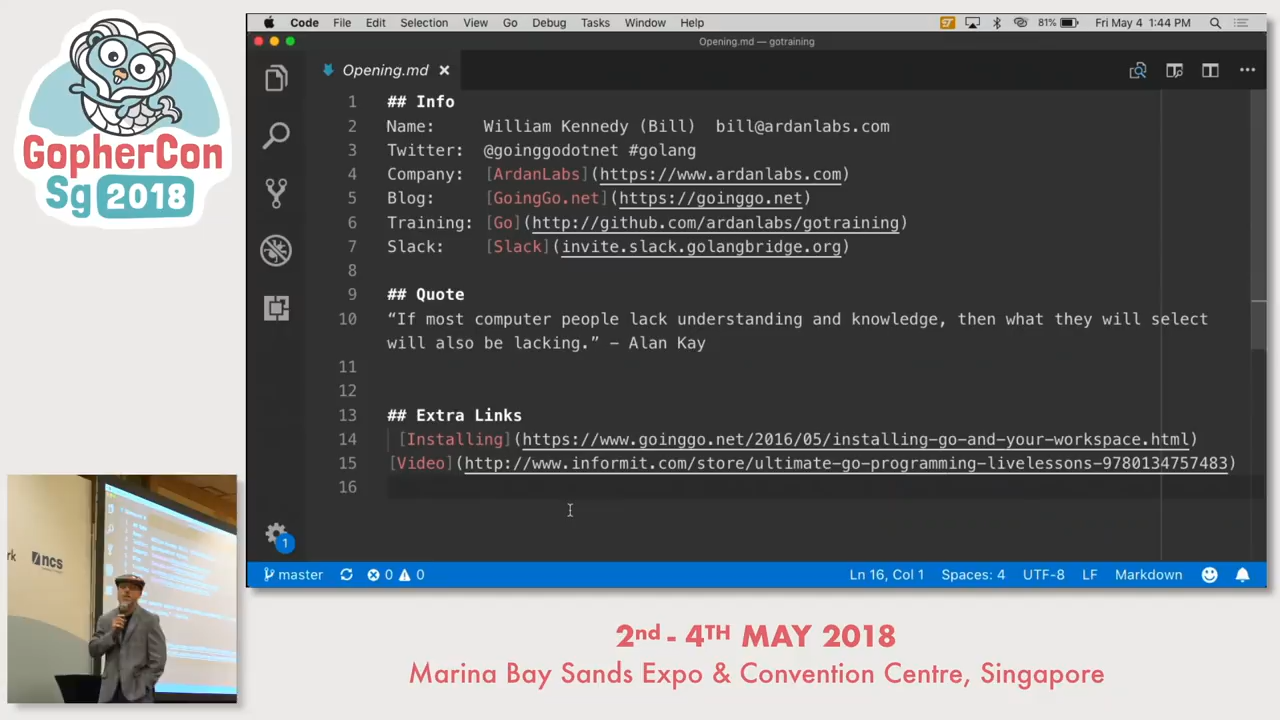 GopherCon
Sg 2018
Code File Edit Selection View Go Debug Tasks Window Help 81% Fri May 4 1:44 PM
Opening.md — gotraining
Opening.md
1 ## Info
2 Name: William Kennedy (Bill) bill@ardanlabs.com
3 Twitter: @goinggodotnet #golang
4 Company: [ArdanLabs](https://www.ardanlabs.com)
5 Blog: [GoingGo.net](https://goinggo.net)
6 Training: [Go](http://github.com/ardanlabs/gotraining)
7 Slack: [Slack](invite.slack.golangbridge.org)
8
9 ## Quote
10 “If most computer people lack understanding and knowledge, then what they will select
will also be lacking.” - Alan Kay
11
12
13 ## Extra Links
14 [Installing](https://www.goinggo.net/2016/05/installing-go-and-your-workspace.html)
15 [Video](http://www.informit.com/store/ultimate-go-programming-livelessons-9780134757483)
16
1
master 0 0 Ln 16, Col 1 Spaces: 4 UTF-8 LF Markdown
ncs
2nd - 4TH MAY 2018
Marina Bay Sands Expo & Convention Centre, Singapore